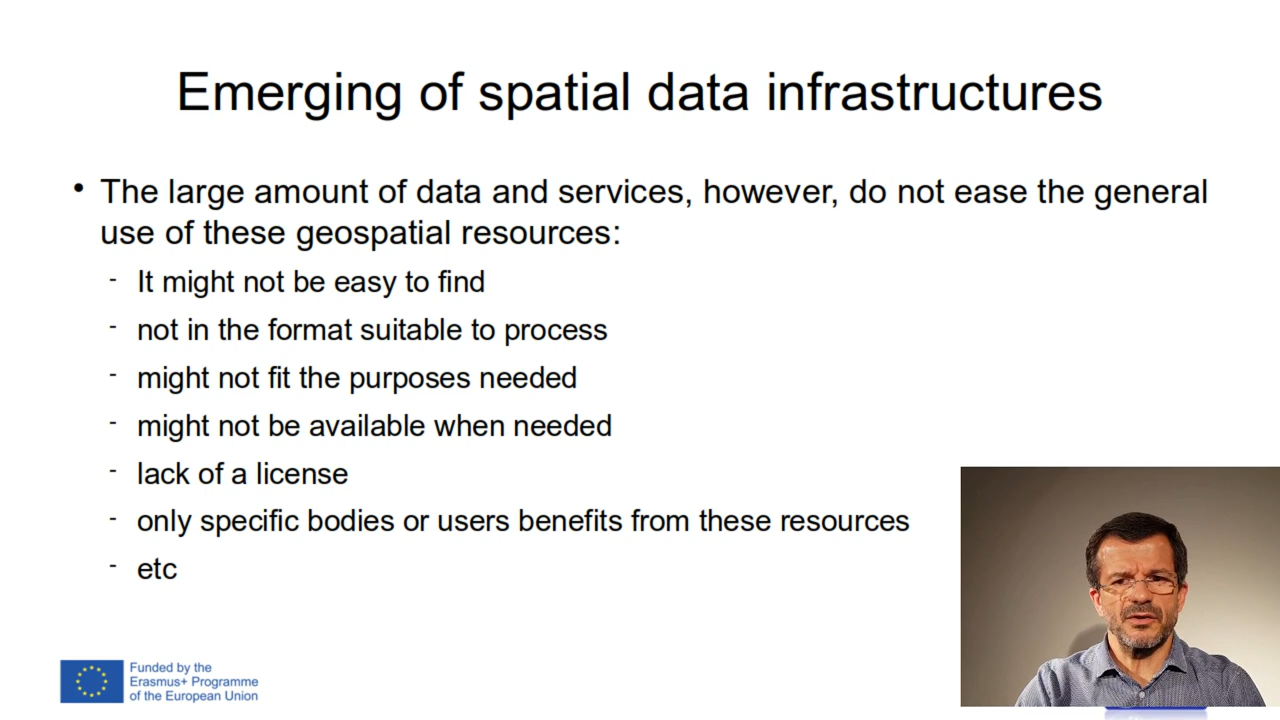 Emerging of spatial data infrastructures
• The large amount of data and services, however, do not ease the general
use of these geospatial resources:
- It might not be easy to find
- not in the format suitable to process
- might not fit the purposes needed
- might not be available when needed
- lack of a license
- only specific bodies or users benefits from these resources
- etc
Funded by the
Erasmus+ Programme
of the European Union